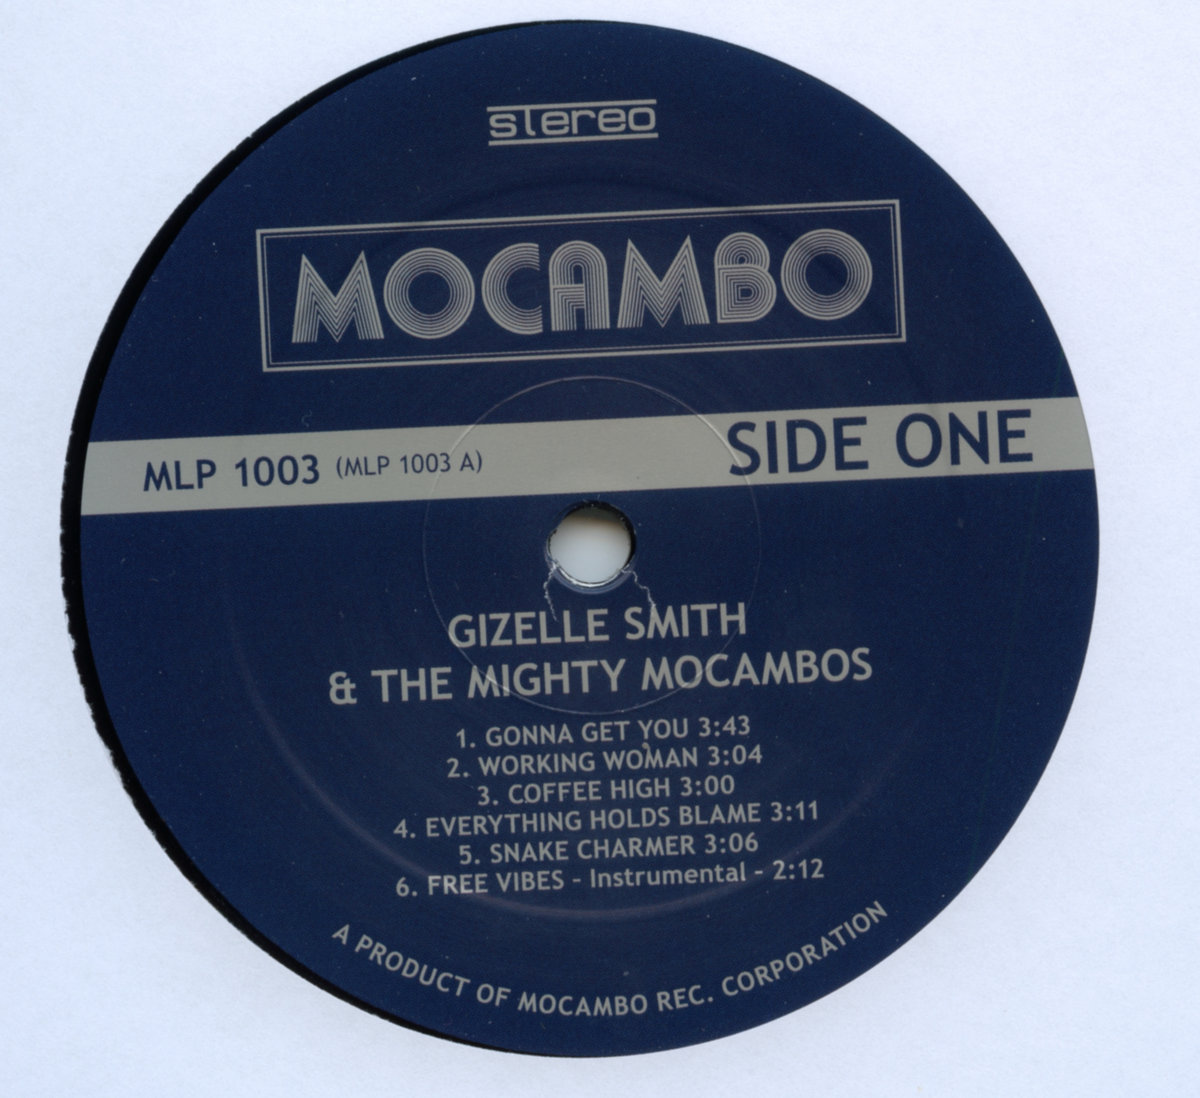 stereo
MOCAMBO
SIDE ONE
MLP 1003 (MLP 1003 A)
GIZELLE SMITH
& THE MIGHTY MOCAMBOS
1. GONNA GET YOU 3:43
2. WORKING WOMAN 3:04
3. COFFEE HIGH 3:00
4. EVERYTHING HOLDS BLAME 3:11
5. SNAKE CHARMER 3:06
6. FREE VIBES - Instrumental - 2:12
A PRODUCT OF MOCAMBO REC. CORPORATION